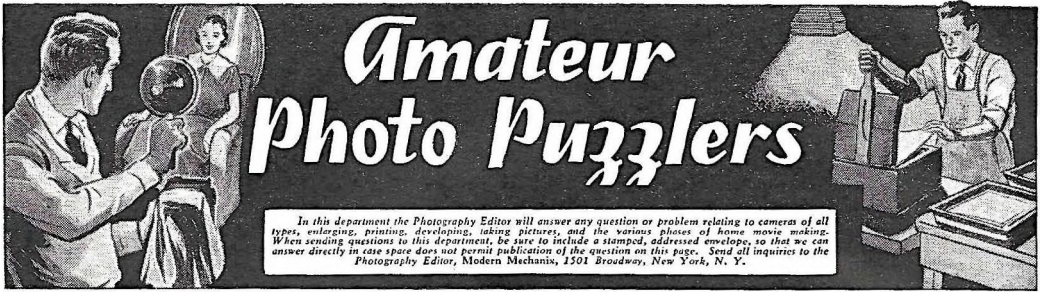 Amateur
Photo Puzzlers
In this department the Photography Editor will answer any question or problem relating to cameras of all
types, enlarging, printing, developing, taking pictures, and the various phases of home movie making.
When sending questions to this department, be sure to include a stamped, addressed envelope, so that we can
answer directly in case space does not permit publication of the question on this page. Send all inquiries to the
Photography Editor, Modern Mechanix, 1501 Broadway, New York, N. Y.